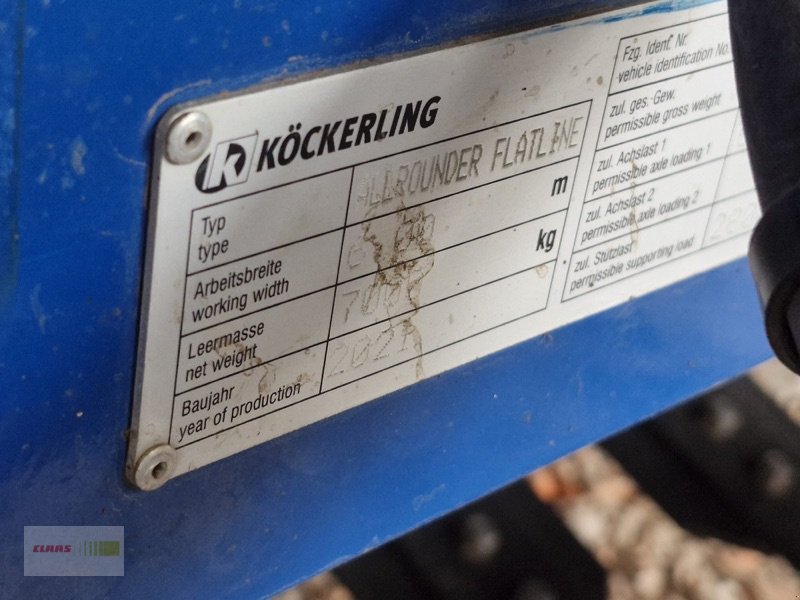 KÖCKERLING
Typ
type
ALLROUNDER FLATLINE
Arbeitsbreite
working width
m
Leermasse
net weight
kg
Baujahr
year of production
2021
Fzg. Ident. Nr.
vehicle identification No.
zul. ges. Gew.
permissible gross weight
zul. Achslast 1
permissible axle loading 1
zul. Achslast 2
permissible axle loading 2
zul. Stützlast
permissible supporting load
CLAAS